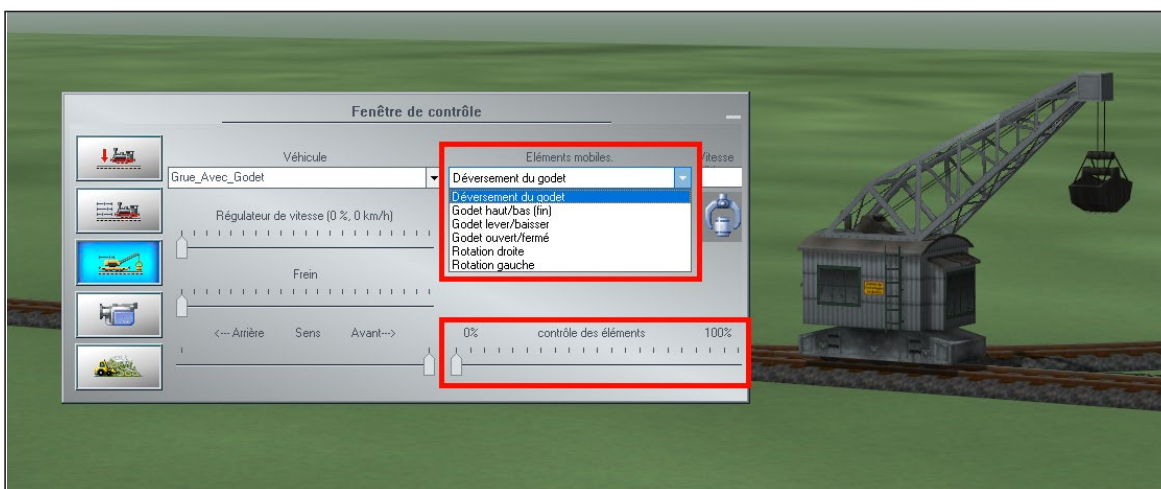 Fenêtre de contrôle
Véhicule
Eléments mobiles.
Vitesse
Grue_Avec_Godet
Déversement du godet
Déversement du godet
Godet haut/bas (fin)
Godet lever/baisser
Godet ouvert/fermé
Rotation droite
Rotation gauche
Régulateur de vitesse (0 %, 0 km/h)
Frein
<--- Arrière Sens Avant--->
0% contrôle des éléments 100%